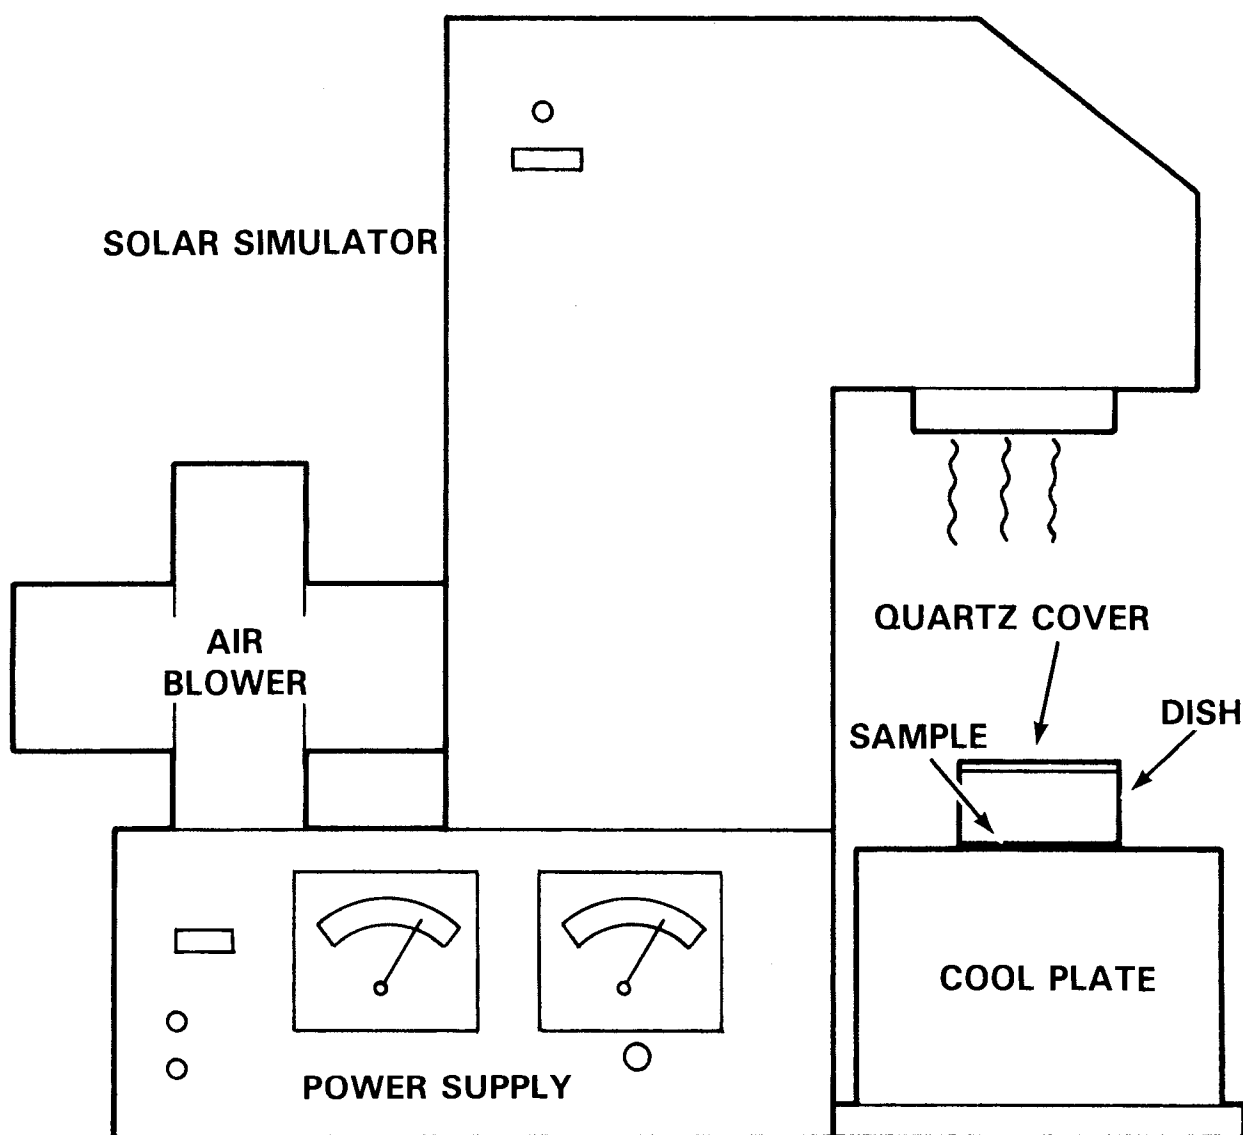 SOLAR SIMULATOR
QUARTZ COVER
AIR
BLOWER
DISH
SAMPLE
COOL PLATE
POWER SUPPLY